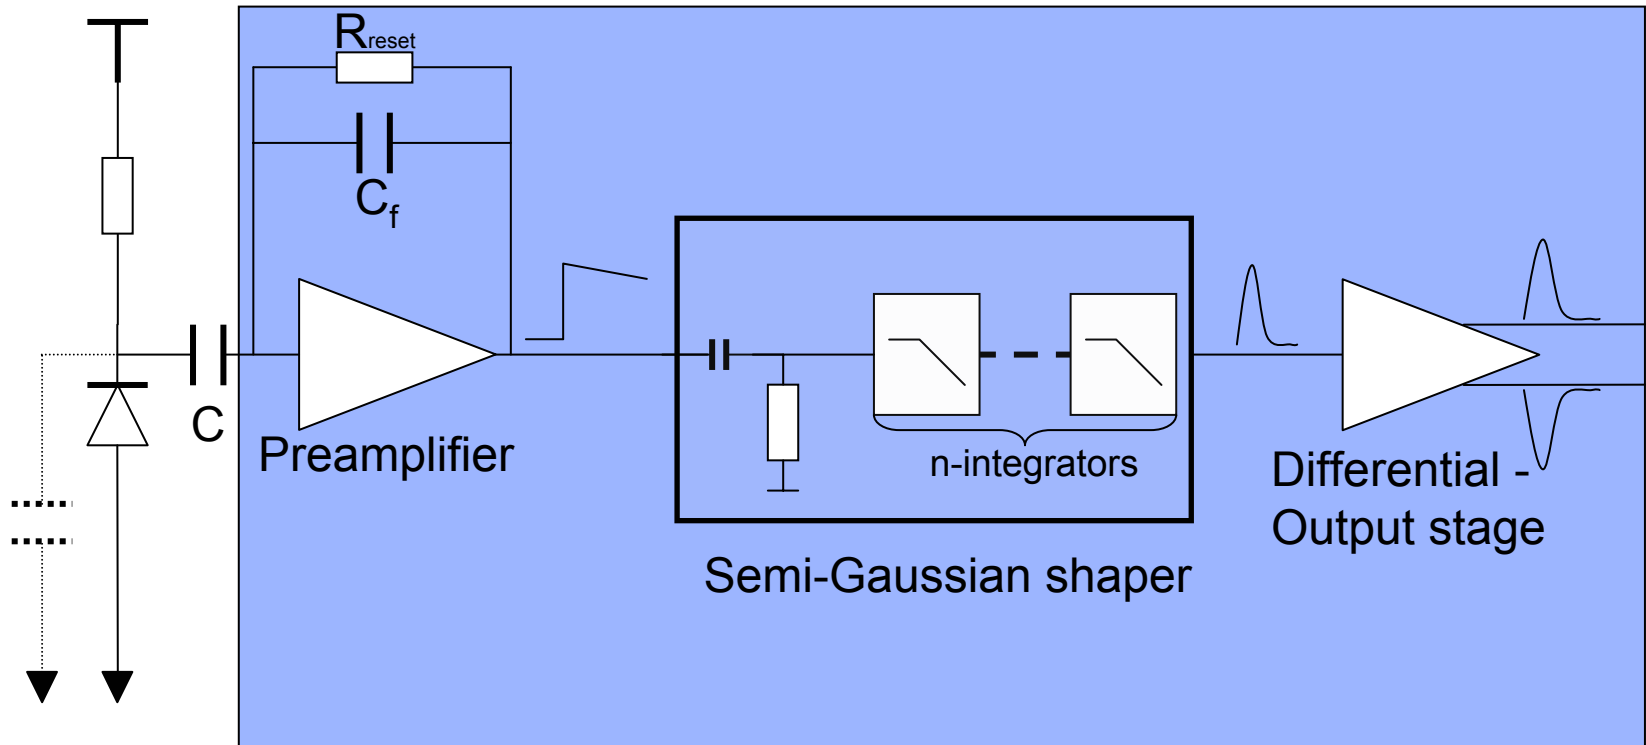 Rreset
Cf
C
Preamplifier
n-integrators
Semi-Gaussian shaper
Differential -
Output stage